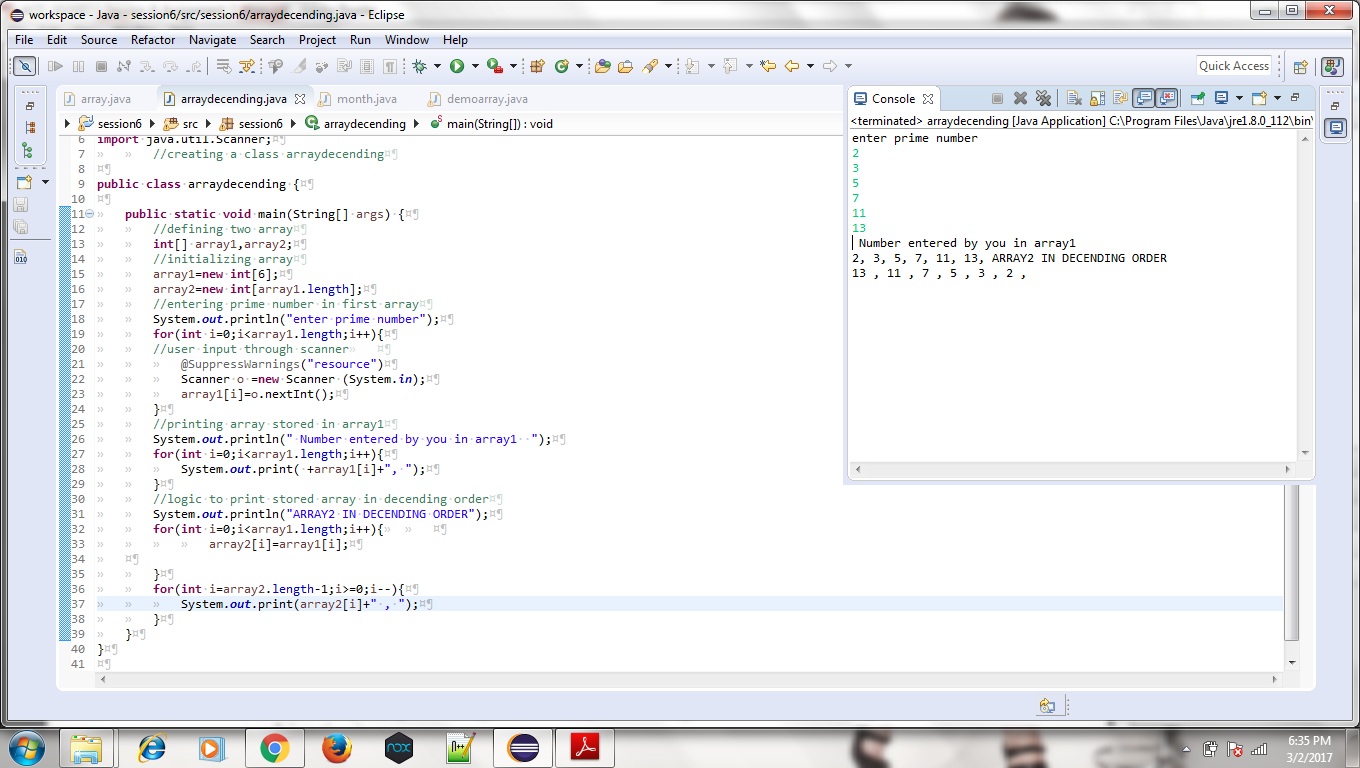 workspace - Java - session6/src/session6/arraydecending.java - Eclipse
File Edit Source Refactor Navigate Search Project Run Window Help
Quick Access
array.java arraydecending.java month.java demoarray.java
session6 src session6 arraydecending main(String[]) : void
6 import java.util.Scanner;
7 //creating a class arraydecending
8
9 public class arraydecending {
10
11 public static void main(String[] args) {
12 //defining two array
13 int[] array1,array2;
14 //initializing array
15 array1=new int[6];
16 array2=new int[array1.length];
17 //entering prime number in first array
18 System.out.println("enter prime number");
19 for(int i=0;i<array1.length;i++){
20 //user input through scanner
21 @SuppressWarnings("resource")
22 Scanner o =new Scanner (System.in);
23 array1[i]=o.nextInt();
24 }
25 //printing array stored in array1
26 System.out.println(" Number entered by you in array1  ");
27 for(int i=0;i<array1.length;i++){
28 System.out.print( +array1[i]+", ");
29 }
30 //logic to print stored array in decending order
31 System.out.println("ARRAY2 IN DECENDING ORDER");
32 for(int i=0;i<array1.length;i++){
33 array2[i]=array1[i];
34
35 }
36 for(int i=array2.length-1;i>=0;i--){
37 System.out.print(array2[i]+" , ");
38 }
39 }
40 }
41
Console
<terminated> arraydecending [Java Application] C:\Program Files\Java\jre1.8.0_112\bin\
enter prime number
2
3
5
7
11
13
Number entered by you in array1
2, 3, 5, 7, 11, 13, ARRAY2 IN DECENDING ORDER
13 , 11 , 7 , 5 , 3 , 2 ,
010
nox
6:35 PM
3/2/2017